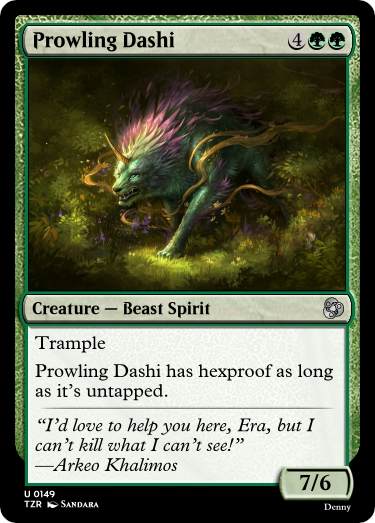 Prowling Dashi 4
Creature — Beast Spirit
Trample
Prowling Dashi has hexproof as long
as it's untapped.
“I'd love to help you here, Era, but I
can't kill what I can't see!”
—Arkeo Khalimos
7/6
U 0149
TZR SANDARA
Denny